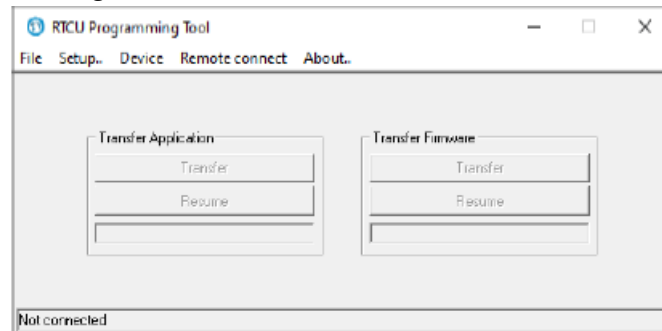 RTCU Programming Tool
File Setup.. Device Remote connect About..
Transfer Application Transfer Firmware
Transfer Transfer
Resume Resume
Not connected